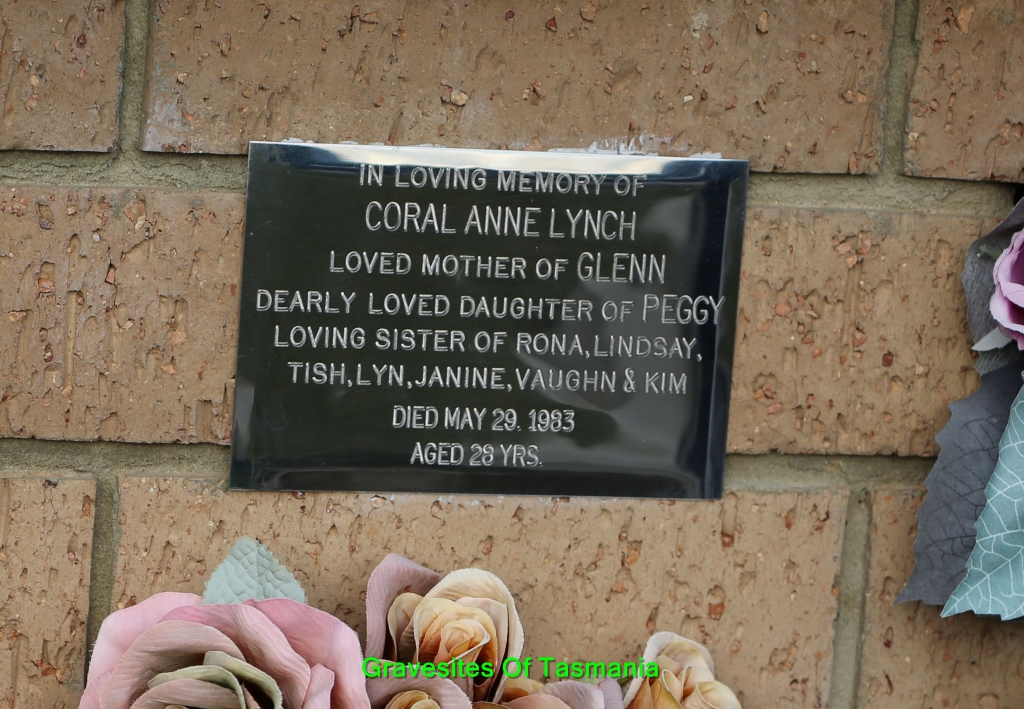 IN LOVING MEMORY OF
CORAL ANNE LYNCH
LOVED MOTHER OF GLENN
DEARLY LOVED DAUGHTER OF PEGGY
LOVING SISTER OF RONA, LINDSAY,
TISH, LYN, JANINE, VAUGHN & KIM
DIED MAY 29, 1983
AGED 28 YRS.
Gravesites Of Tasmania